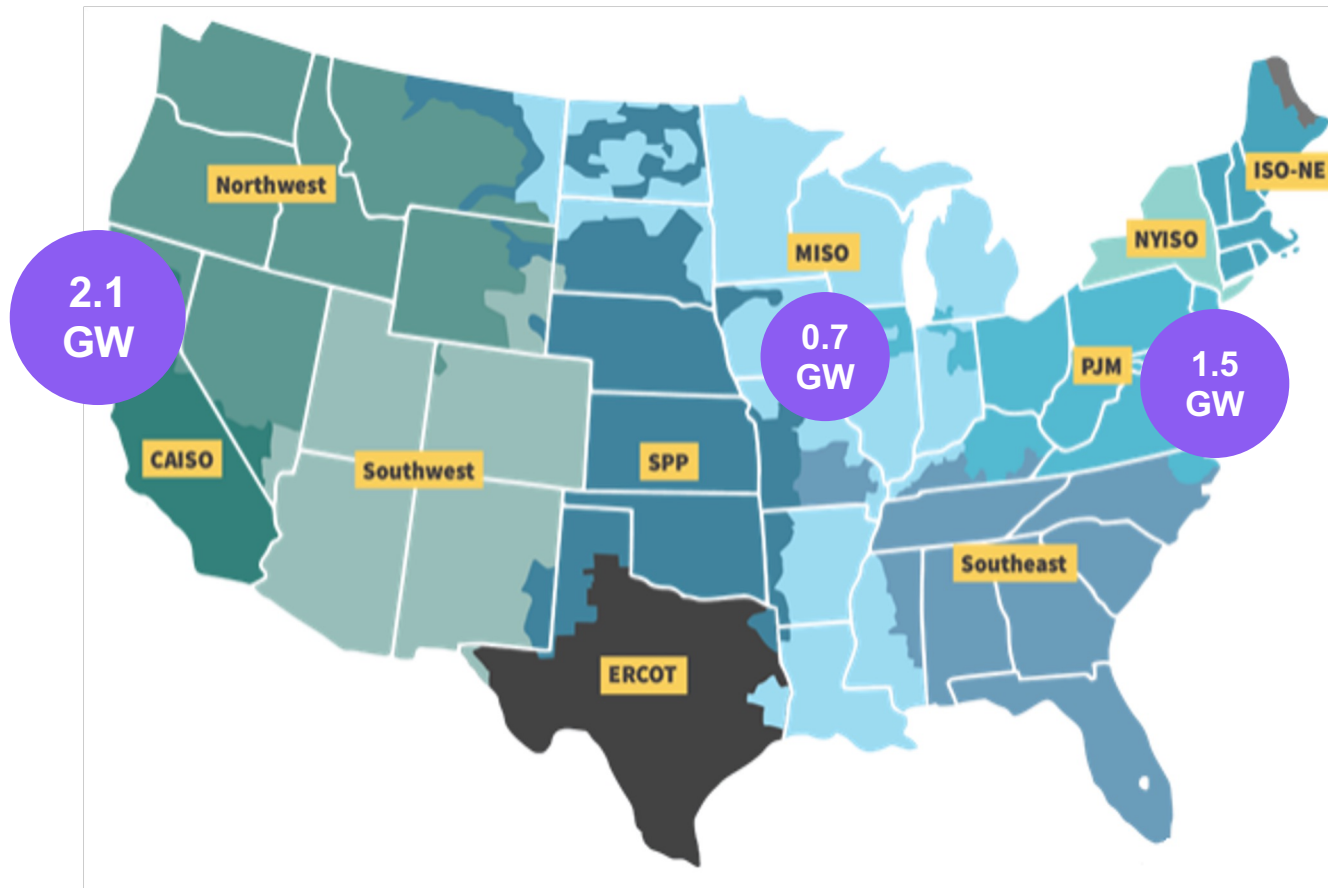 ISO-NE
Northwest
NYISO
MISO
2.1
GW
0.7
GW
PJM
1.5
GW
CAISO
Southwest
SPP
Southeast
ERCOT